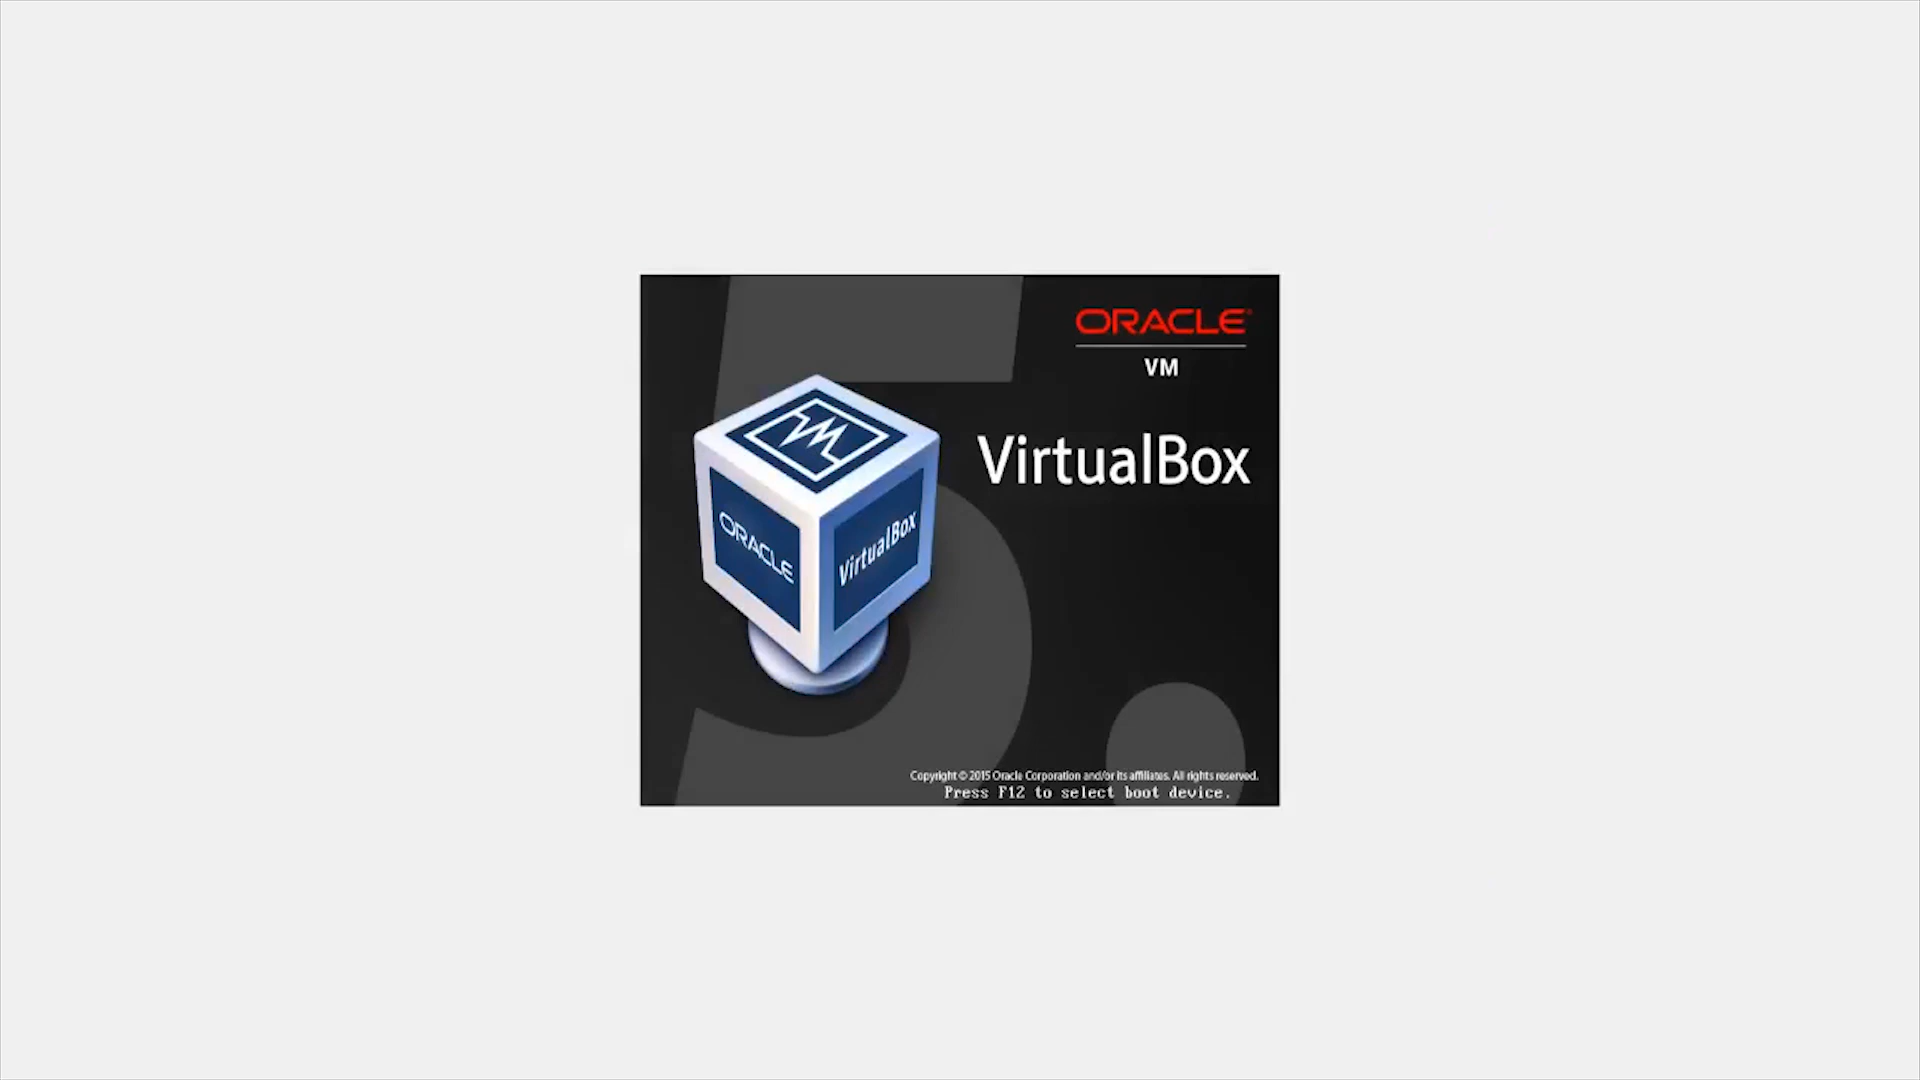 ORACLE®
VM
VirtualBox
ORACLE
VirtualBox
5.
Copyright © 2015 Oracle Corporation and/or its affiliates. All rights reserved.
Press F12 to select boot device.